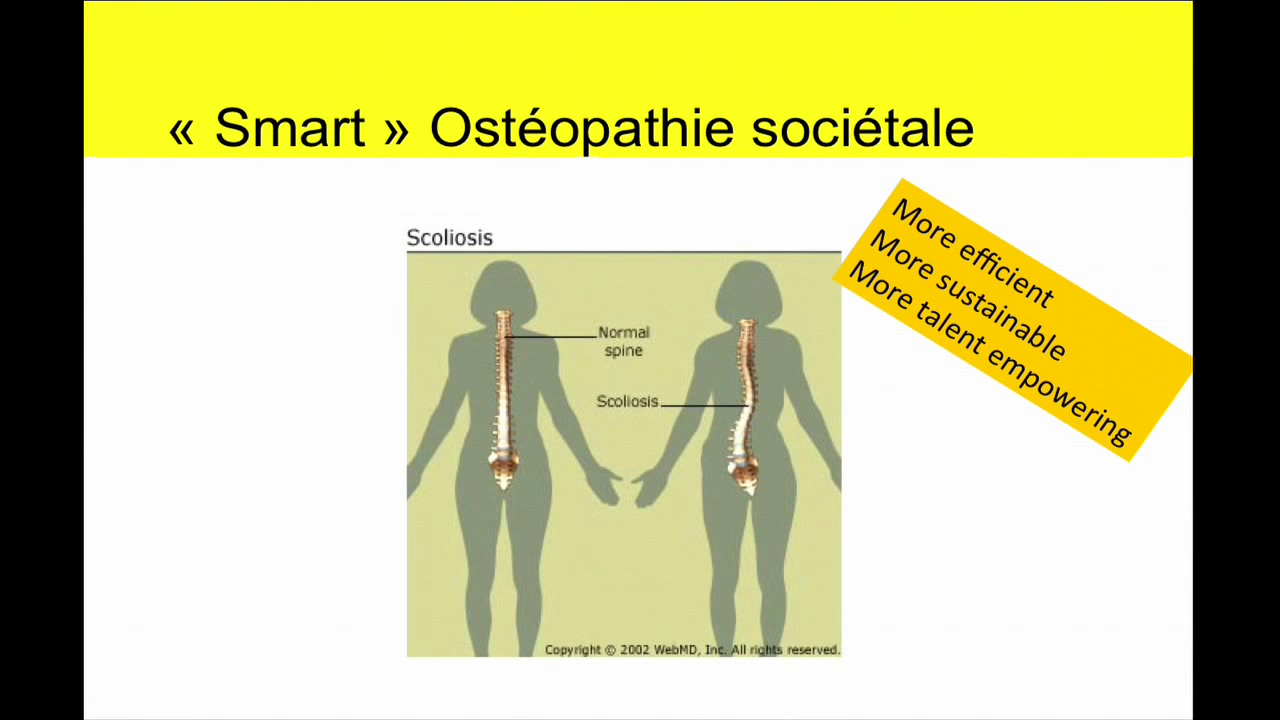 « Smart » Ostéopathie sociétale
More efficient
More sustainable
More talent empowering
Scoliosis
Normal
spine
Scoliosis
Copyright © 2002 WebMD, Inc. All rights reserved.